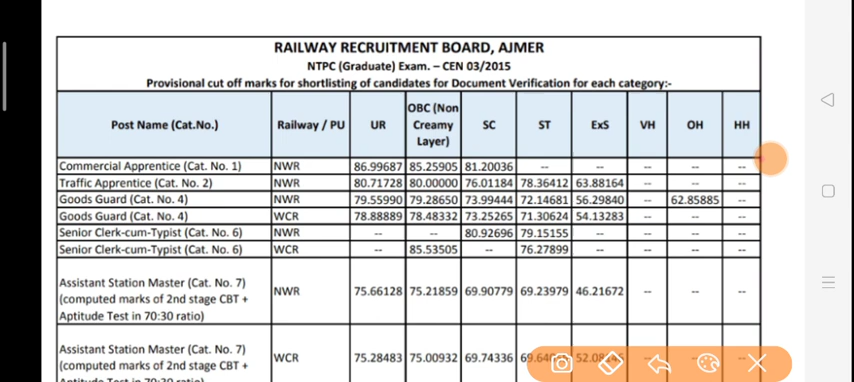 RAILWAY RECRUITMENT BOARD, AJMER
NTPC (Graduate) Exam. – CEN 03/2015
Provisional cut off marks for shortlisting of candidates for Document Verification for each category:-
Post Name (Cat.No.) Railway / PU UR OBC (Non Creamy Layer) SC ST ExS VH OH HH
Commercial Apprentice (Cat. No. 1) NWR 86.99687 85.25905 81.20036 -- -- -- -- --
Traffic Apprentice (Cat. No. 2) NWR 80.71728 80.00000 76.01184 78.36412 63.88164 -- -- --
Goods Guard (Cat. No. 4) NWR 79.55990 79.28650 73.99444 72.14681 56.29840 -- 62.85885 --
Goods Guard (Cat. No. 4) WCR 78.88889 78.48332 73.25265 71.30624 54.13283 -- -- --
Senior Clerk-cum-Typist (Cat. No. 6) NWR -- -- 80.92696 79.15155 -- -- -- --
Senior Clerk-cum-Typist (Cat. No. 6) WCR -- 85.53505 -- 76.27899 -- -- -- --
Assistant Station Master (Cat. No. 7)
(computed marks of 2nd stage CBT + NWR 75.66128 75.21859 69.90779 69.23979 46.21672 -- -- --
Aptitude Test in 70:30 ratio)
Assistant Station Master (Cat. No. 7)
(computed marks of 2nd stage CBT + WCR 75.28483 75.00932 69.74336
Aptitude Test in 70:30 ratio)